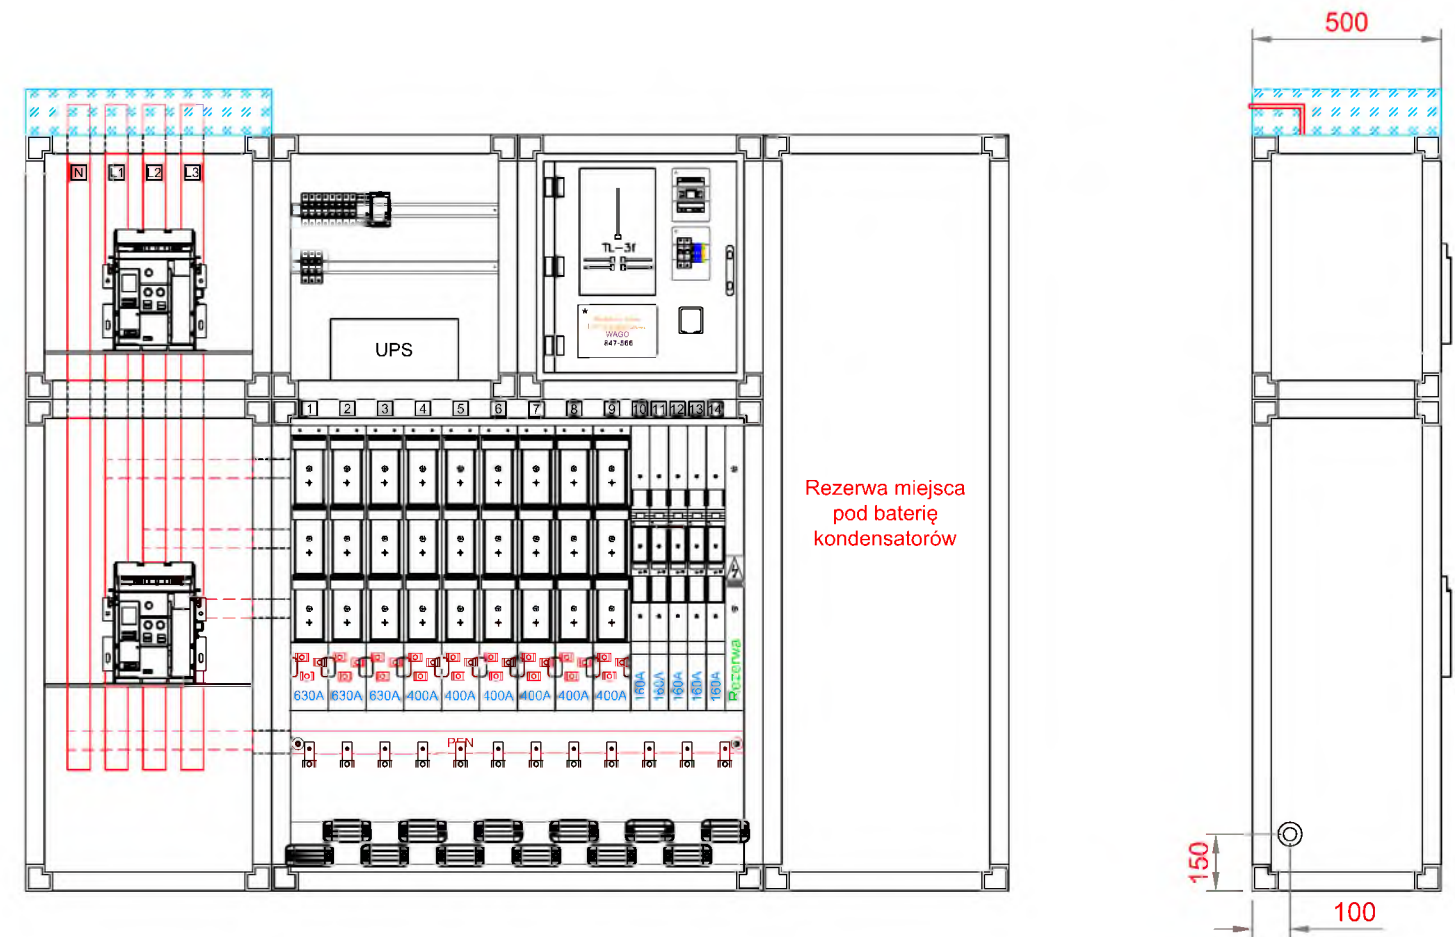 500
N L1 L2 L3
TL-3f
WAGO
847-566
UPS
1 2 3 4 5 6 7 8 9 10 11 12 13 14
Rezerwa miejsca
pod baterię
kondensatorów
630A 630A 630A 400A 400A 400A 400A 400A 400A 160A 160A 160A 160A 160A Rezerwa
PEN
150
100